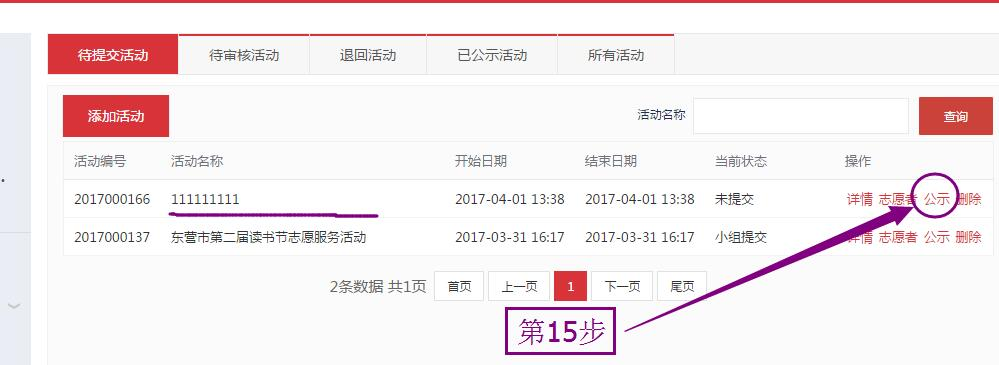 待提交活动 待审核活动 退回活动 已公示活动 所有活动
添加活动 活动名称 查询
活动编号 活动名称 开始日期 结束日期 当前状态 操作
2017000166 111111111 2017-04-01 13:38 2017-04-01 13:38 未提交 详情 志愿者 公示 删除
2017000137 东营市第二届读书节志愿服务活动 2017-03-31 16:17 2017-03-31 16:17 小组提交 详情 志愿者 公示 删除
2条数据 共1页 首页 上一页 1 下一页 尾页
第15步